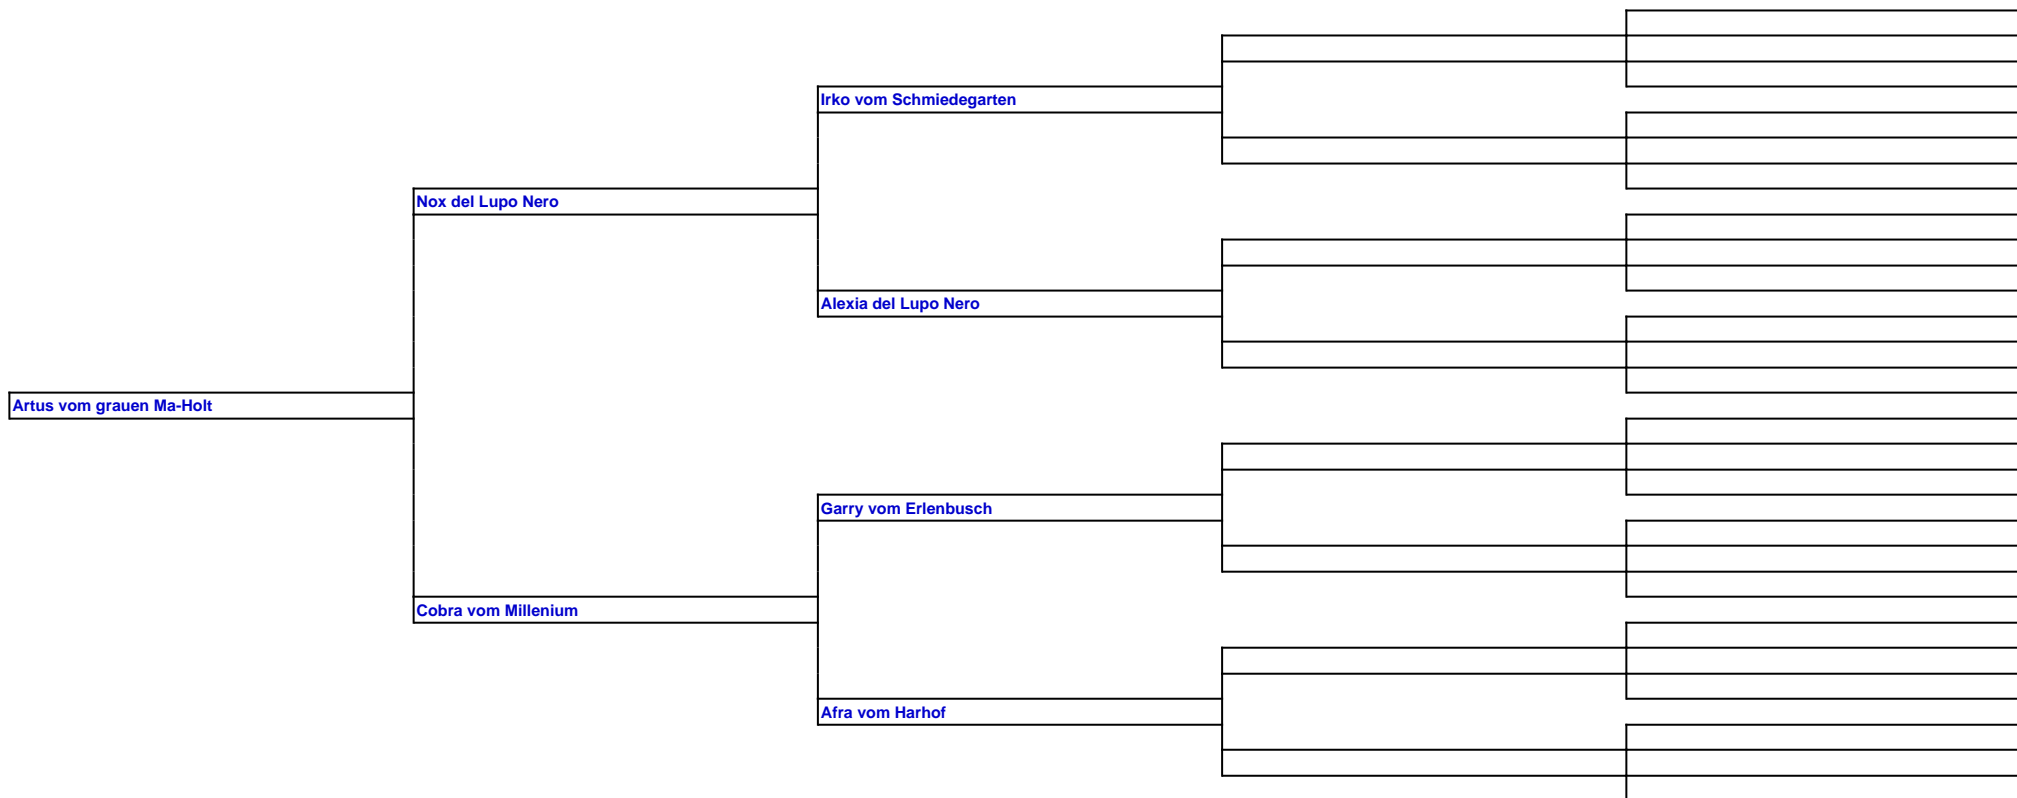 Irko vom Schmiedegarten
Nox del Lupo Nero
Alexia del Lupo Nero
Artus vom grauen Ma-Holt
Garry vom Erlenbusch
Cobra vom Millenium
Afra vom Harhof